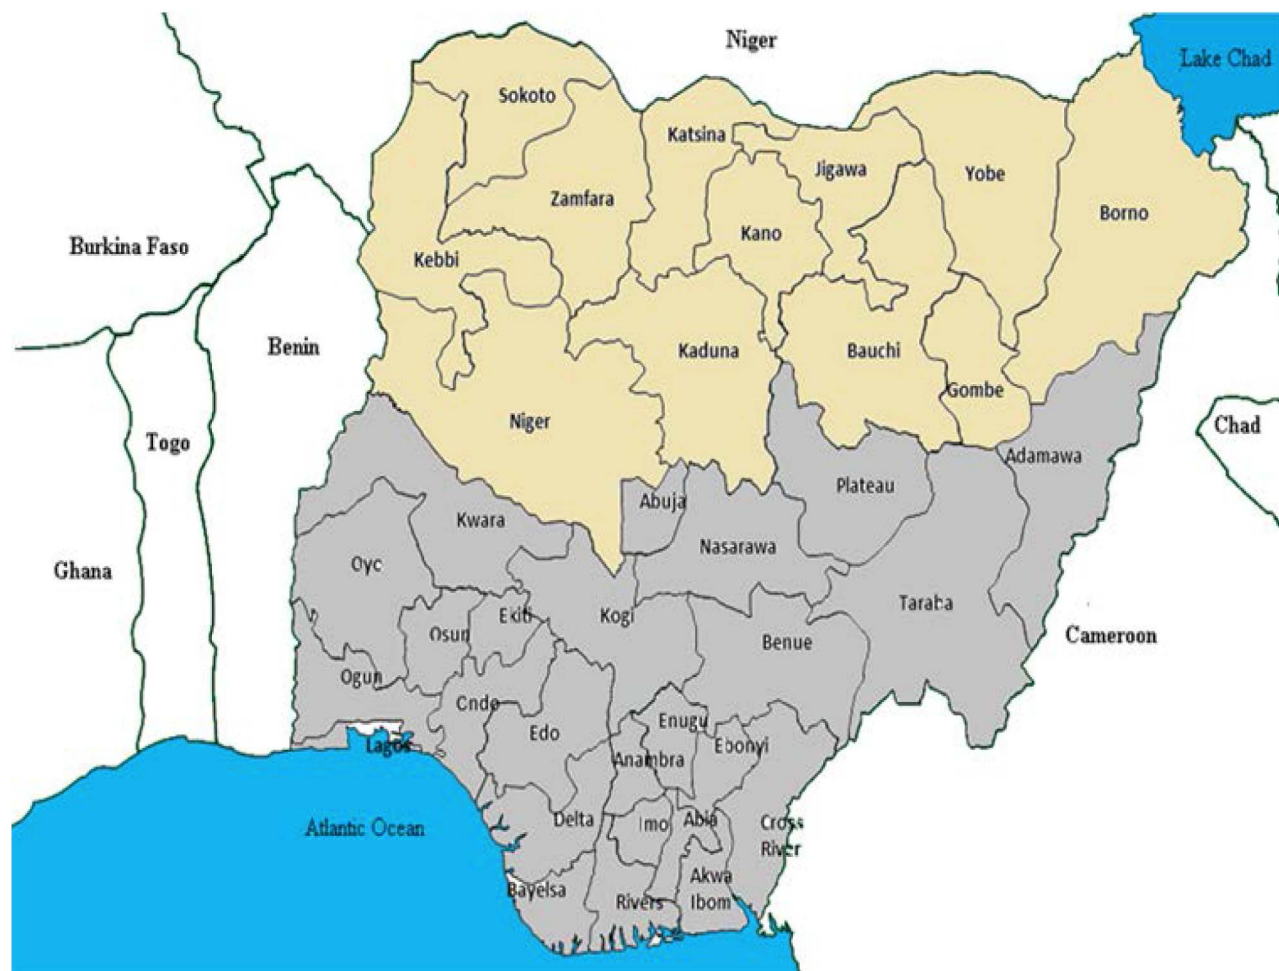 Niger
Lake Chad
Sokoto
Katsina
Jigawa
Yobe
Zamfara
Borno
Kano
Burkina Faso
Kebbi
Benin
Kaduna
Bauchi
Gombe
Niger
Togo
Chad
Adamawa
Abuja
Plateau
Kwara
Nasarawa
Ghana
Oyc
Taraba
Ekiti
Kogi
Osun
Benue
Cameroon
Ogun
Cndo
Enugu
Edo
Lagos
Ebonyi
Anambra
Atlantic Ocean
Delta
Imo
Abia
Cross
River
Akwa
Ibom
Bayelsa
Rivers